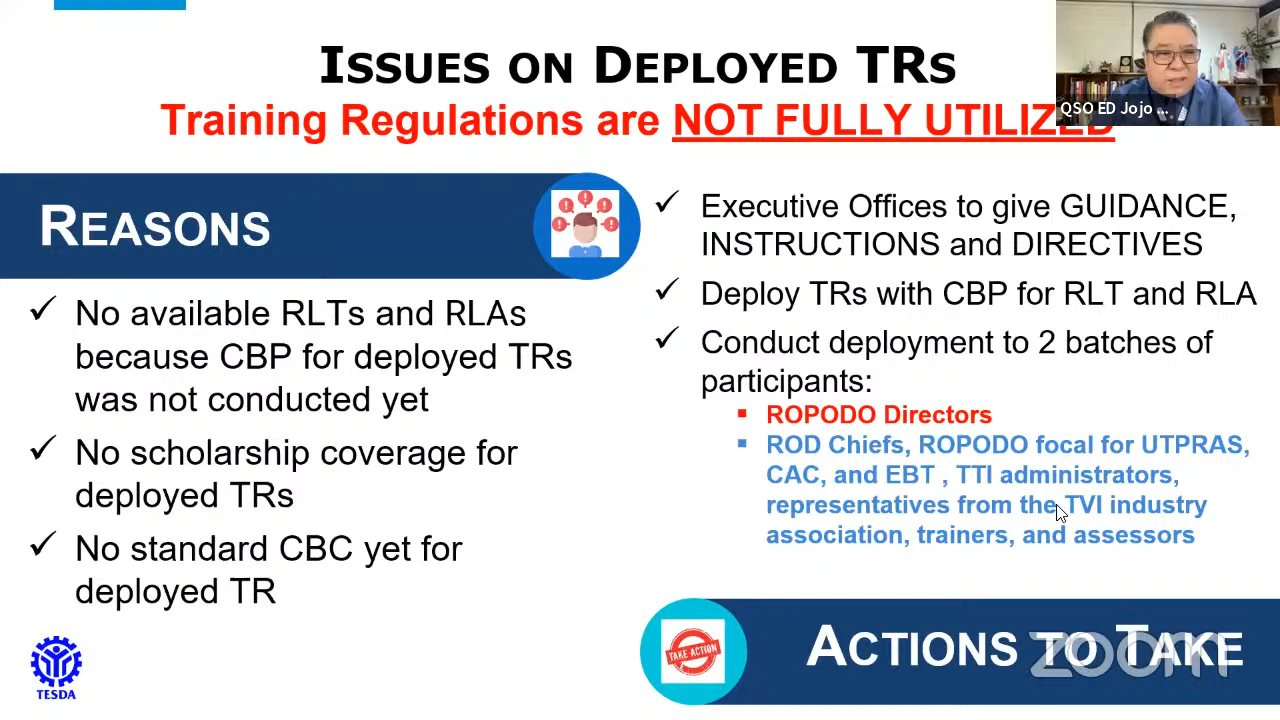 ISSUES ON DEPLOYED TRS
Training Regulations are NOT FULLY UTILIZED
QSO ED Jojo ...
REASONS
✓ No available RLTs and RLAs
because CBP for deployed TRs
was not conducted yet
✓ No scholarship coverage for
deployed TRs
✓ No standard CBC yet for
deployed TR
TESDA
✓ Executive Offices to give GUIDANCE,
INSTRUCTIONS and DIRECTIVES
✓ Deploy TRs with CBP for RLT and RLA
✓ Conduct deployment to 2 batches of
participants:
▪ ROPODO Directors
▪ ROD Chiefs, ROPODO focal for UTPRAS,
CAC, and EBT , TTI administrators,
representatives from the TVI industry
association, trainers, and assessors
TAKE ACTION
ACTIONS TO TAKE
zoom